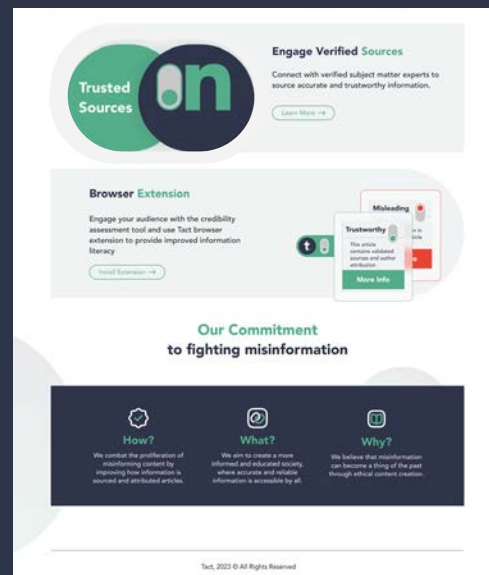 Trusted
Sources
On
Engage Verified Sources
Connect with verified subject matter experts to
source accurate and trustworthy information.
Learn More →
Browser Extension
Engage your audience with the credibility
assessment tool and use Tact browser
extension to provide improved information
literacy
Install Extension →
Misleading
t
Trustworthy
This article
contains validated
sources and author
attribution
More Info
Our Commitment
to fighting misinformation
How?
We combat the proliferation of
misinforming content by
improving how information is
sourced and attributed articles.
What?
We aim to create a more
informed and educated society,
where accurate and reliable
information is accessible by all.
Why?
We believe that misinformation
can become a thing of the past
through ethical content creation.
Tact, 2023 © All Rights Reserved